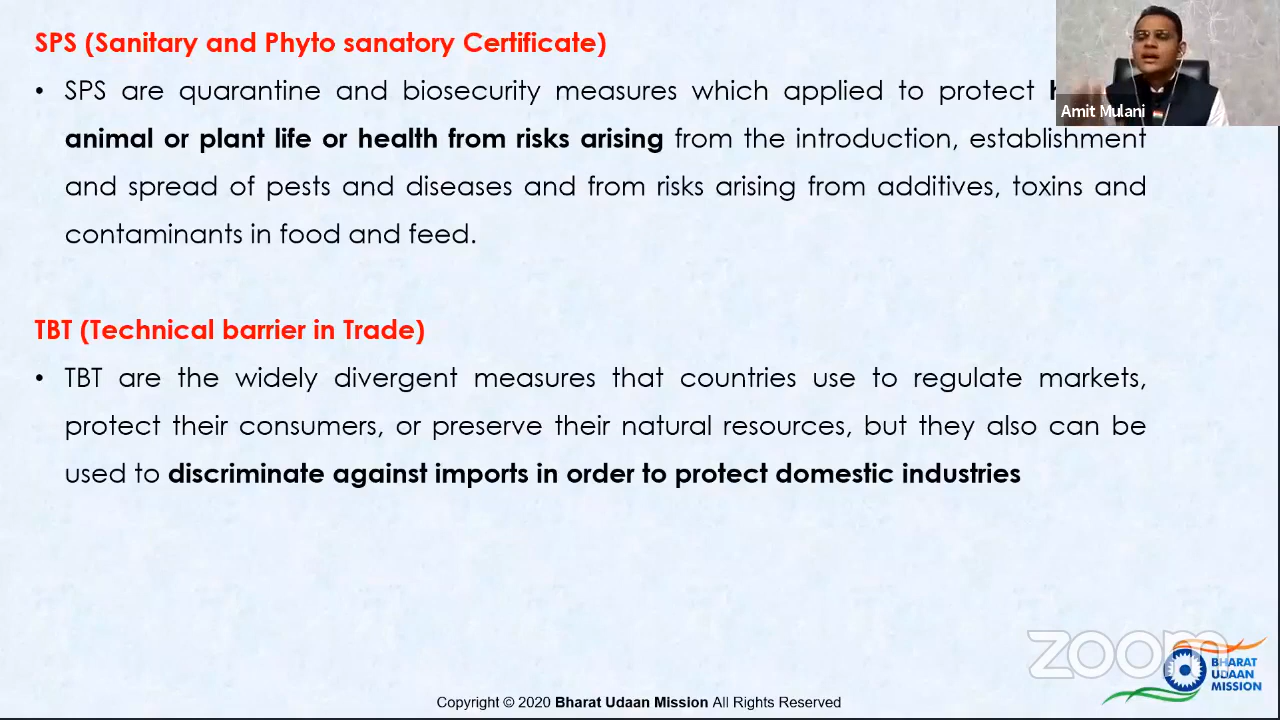 SPS (Sanitary and Phyto sanatory Certificate)
• SPS are quarantine and biosecurity measures which applied to protect
animal or plant life or health from risks arising from the introduction, establishment
and spread of pests and diseases and from risks arising from additives, toxins and
contaminants in food and feed.
Amit Mulani
TBT (Technical barrier in Trade)
• TBT are the widely divergent measures that countries use to regulate markets,
protect their consumers, or preserve their natural resources, but they also can be
used to discriminate against imports in order to protect domestic industries
zoom
BHARAT
UDAAN
MISSION
Copyright © 2020 Bharat Udaan Mission All Rights Reserved